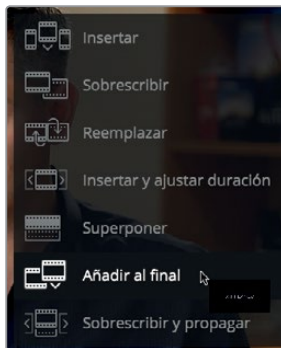 Insertar
Sobrescribir
Reemplazar
Insertar y ajustar duración
Superponer
Añadir al final
Sobrescribir y propagar